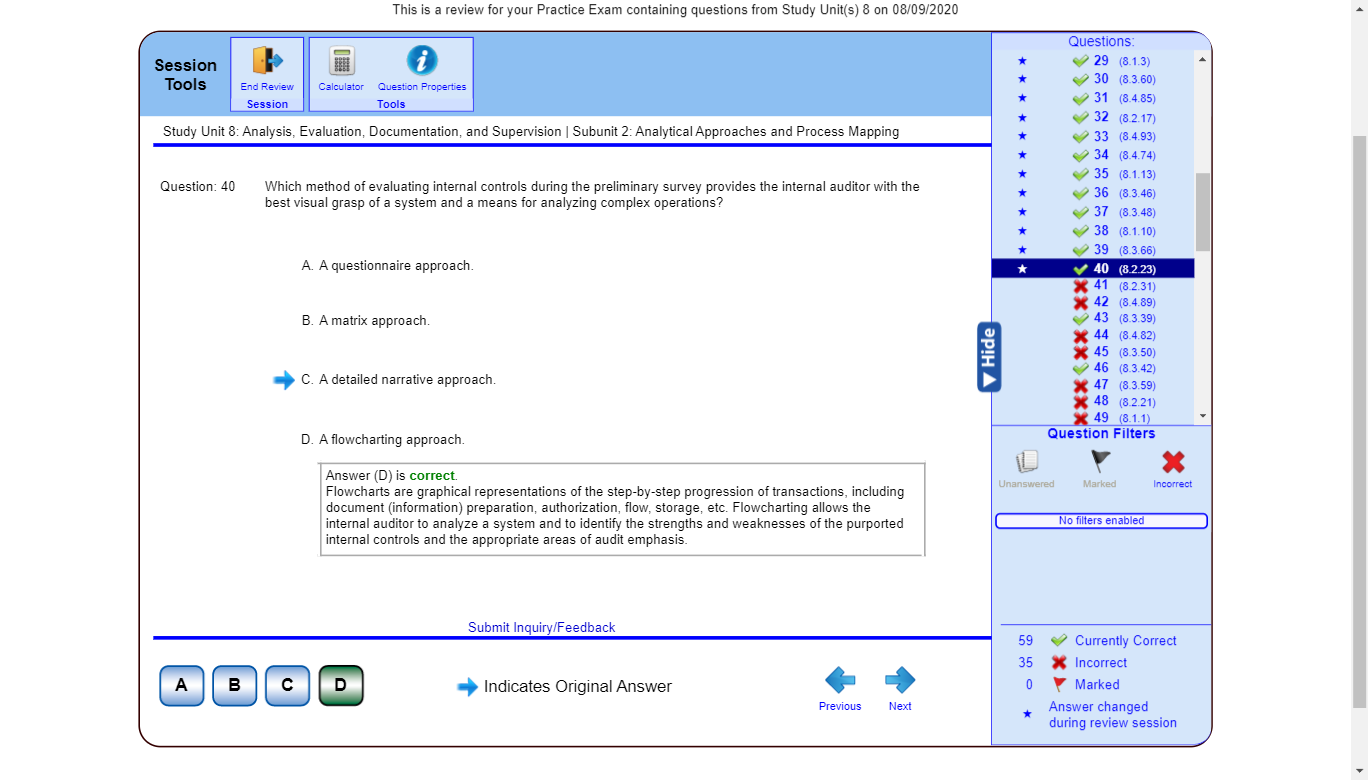 This is a review for your Practice Exam containing questions from Study Unit(s) 8 on 08/09/2020
Session
Tools
End Review
Session
Calculator
Question Properties
Tools
Study Unit 8: Analysis, Evaluation, Documentation, and Supervision | Subunit 2: Analytical Approaches and Process Mapping
Question: 40
Which method of evaluating internal controls during the preliminary survey provides the internal auditor with the
best visual grasp of a system and a means for analyzing complex operations?
A. A questionnaire approach.
B. A matrix approach.
C. A detailed narrative approach.
D. A flowcharting approach.
Answer (D) is correct.
Flowcharts are graphical representations of the step-by-step progression of transactions, including
document (information) preparation, authorization, flow, storage, etc. Flowcharting allows the
internal auditor to analyze a system and to identify the strengths and weaknesses of the purported
internal controls and the appropriate areas of audit emphasis.
Submit Inquiry/Feedback
A
B
C
D
Indicates Original Answer
Previous
Next
Hide
Questions:
29 (8.1.3)
30 (8.3.60)
31 (8.4.85)
32 (8.2.17)
33 (8.4.93)
34 (8.4.74)
35 (8.1.13)
36 (8.3.46)
37 (8.3.48)
38 (8.1.10)
39 (8.3.66)
40 (8.2.23)
41 (8.2.31)
42 (8.4.89)
43 (8.3.39)
44 (8.4.82)
45 (8.3.50)
46 (8.3.42)
47 (8.3.59)
48 (8.2.21)
49 (8.1.1)
Question Filters
Unanswered
Marked
Incorrect
No filters enabled
59 Currently Correct
35 Incorrect
0 Marked
Answer changed
during review session